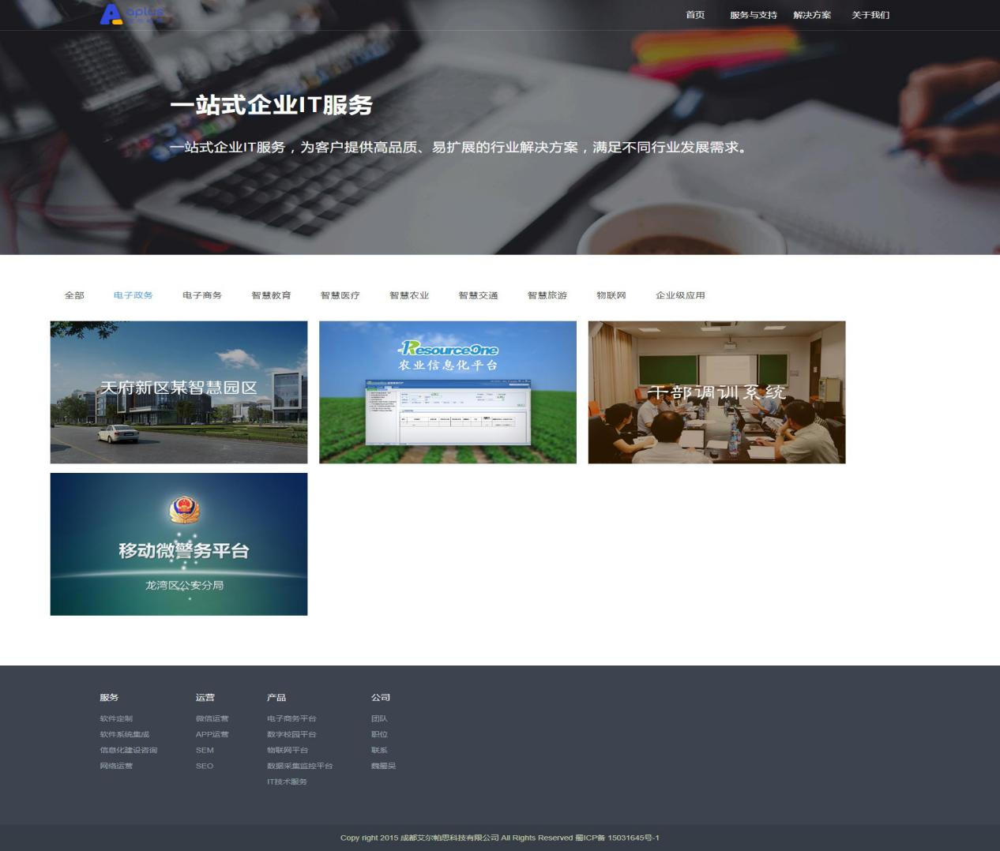 aplus
首页 服务与支持 解决方案 关于我们
一站式企业IT服务
一站式企业IT服务，为客户提供高品质、易扩展的行业解决方案，满足不同行业发展需求。
全部 电子政务 电子商务 智慧教育 智慧医疗 智慧农业 智慧交通 智慧旅游 物联网 企业级应用
天府新区某智慧园区
ResourceOne
农业信息化平台
干部调训系统
移动微警务平台
龙湾区公安分局
服务 运营 产品 公司
软件定制 微信运营 电子商务平台 团队
软件系统集成 APP运营 数字校园平台 职位
信息化建设咨询 SEM 物联网平台 联系
网络运营 SEO 数据采集监控平台 魏蜀吴
IT技术服务
Copy right 2015 成都艾尔帕思科技有限公司 All Rights Reserved 蜀ICP备 15031645号-1